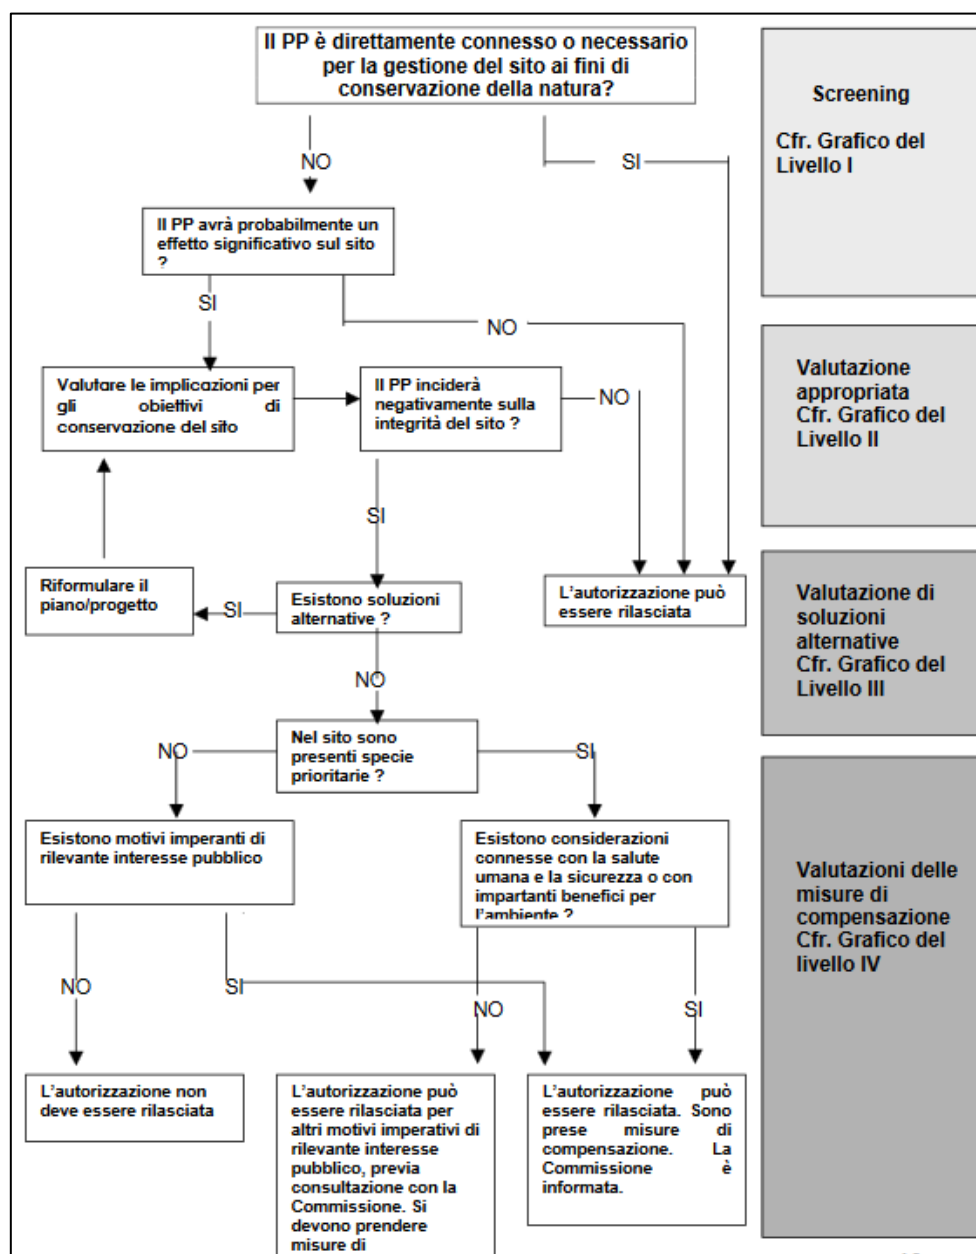 Il PP è direttamente connesso o necessario
per la gestione del sito ai fini di
conservazione della natura?
Screening
Cfr. Grafico del
Livello I
NO
SI
Il PP avrà probabilmente un
effetto significativo sul sito
?
SI
NO
Valutare le implicazioni per
gli obiettivi di
conservazione del sito
Il PP inciderà
negativamente sulla
integrità del sito ?
NO
Valutazione
appropriata
Cfr. Grafico del
Livello II
SI
Riformulare il
piano/progetto
SI
Esistono soluzioni
alternative ?
L'autorizzazione può
essere rilasciata
Valutazione di
soluzioni
alternative
Cfr. Grafico del
Livello III
NO
Nel sito sono
presenti specie
prioritarie ?
NO
SI
Esistono motivi imperanti di
rilevante interesse pubblico
Esistono considerazioni
connesse con la salute
umana e la sicurezza o con
impartanti benefici per
l'ambiente ?
Valutazioni delle
misure di
compensazione
Cfr. Grafico del
livello IV
NO
SI
NO
SI
L'autorizzazione non
deve essere rilasciata
L'autorizzazione può
essere rilasciata per
altri motivi imperativi di
rilevante interesse
pubblico, previa
consultazione con la
Commissione. Si
devono prendere
misure di
L'autorizzazione può
essere rilasciata. Sono
prese misure di
compensazione. La
Commissione è
informata.